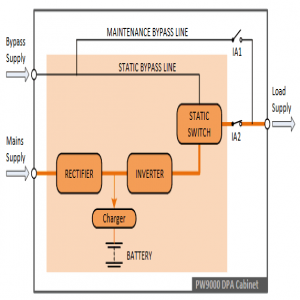 MAINTENANCE BYPASS LINE
IA1
Bypass
Supply
STATIC BYPASS LINE
Load
Supply
STATIC
SWITCH
IA2
Mains
Supply
RECTIFIER
INVERTER
Charger
BATTERY
PW9000 DPA Cabinet